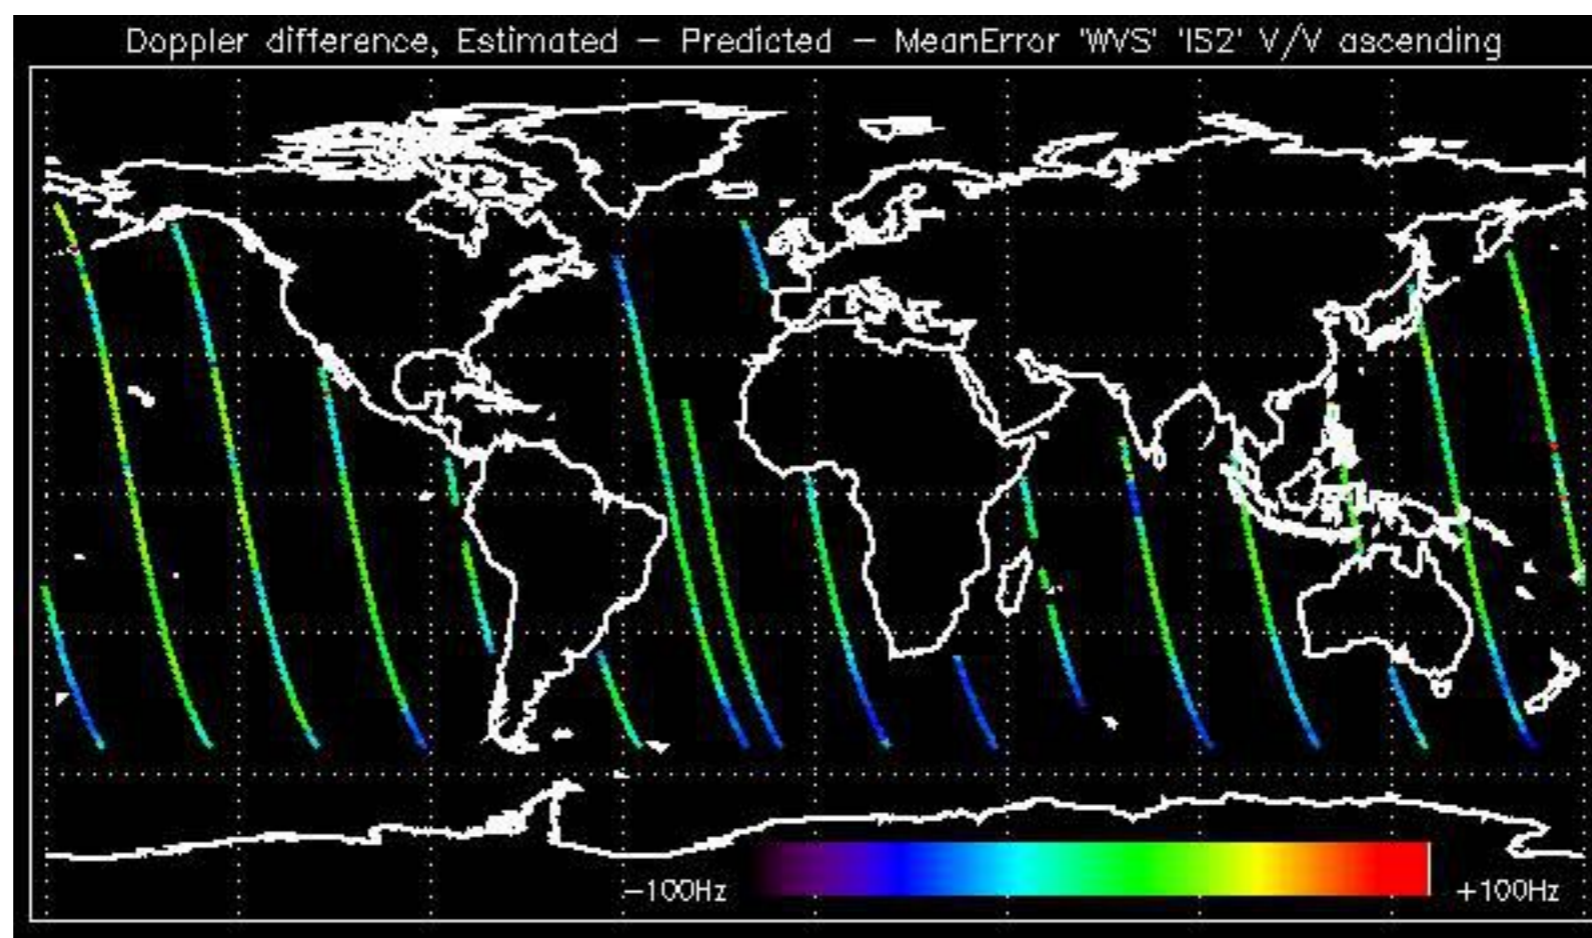 Doppler difference, Estimated − Predicted − MeanError 'WVS' 'IS2' V/V ascending
−100Hz
+100Hz